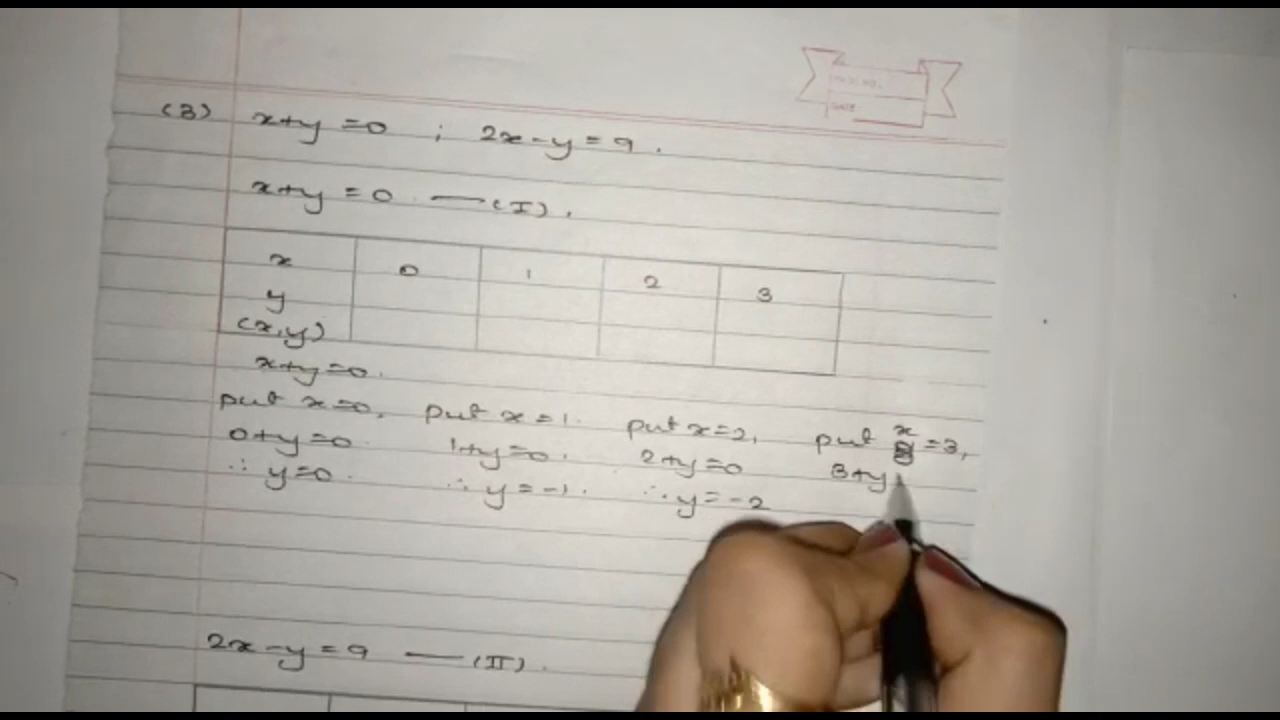 (3) x+y=0 ; 2x-y=9.
x+y=0 —(I).
x 0 1 2 3
y
(x,y)
x+y=0.
put x=0, put x=1. put x=2, put x=3,
0+y=0. 1+y=0. 2+y=0 3+y
∴ y=0. ∴ y=-1. ∴ y=-2
2x-y=9 —(II).